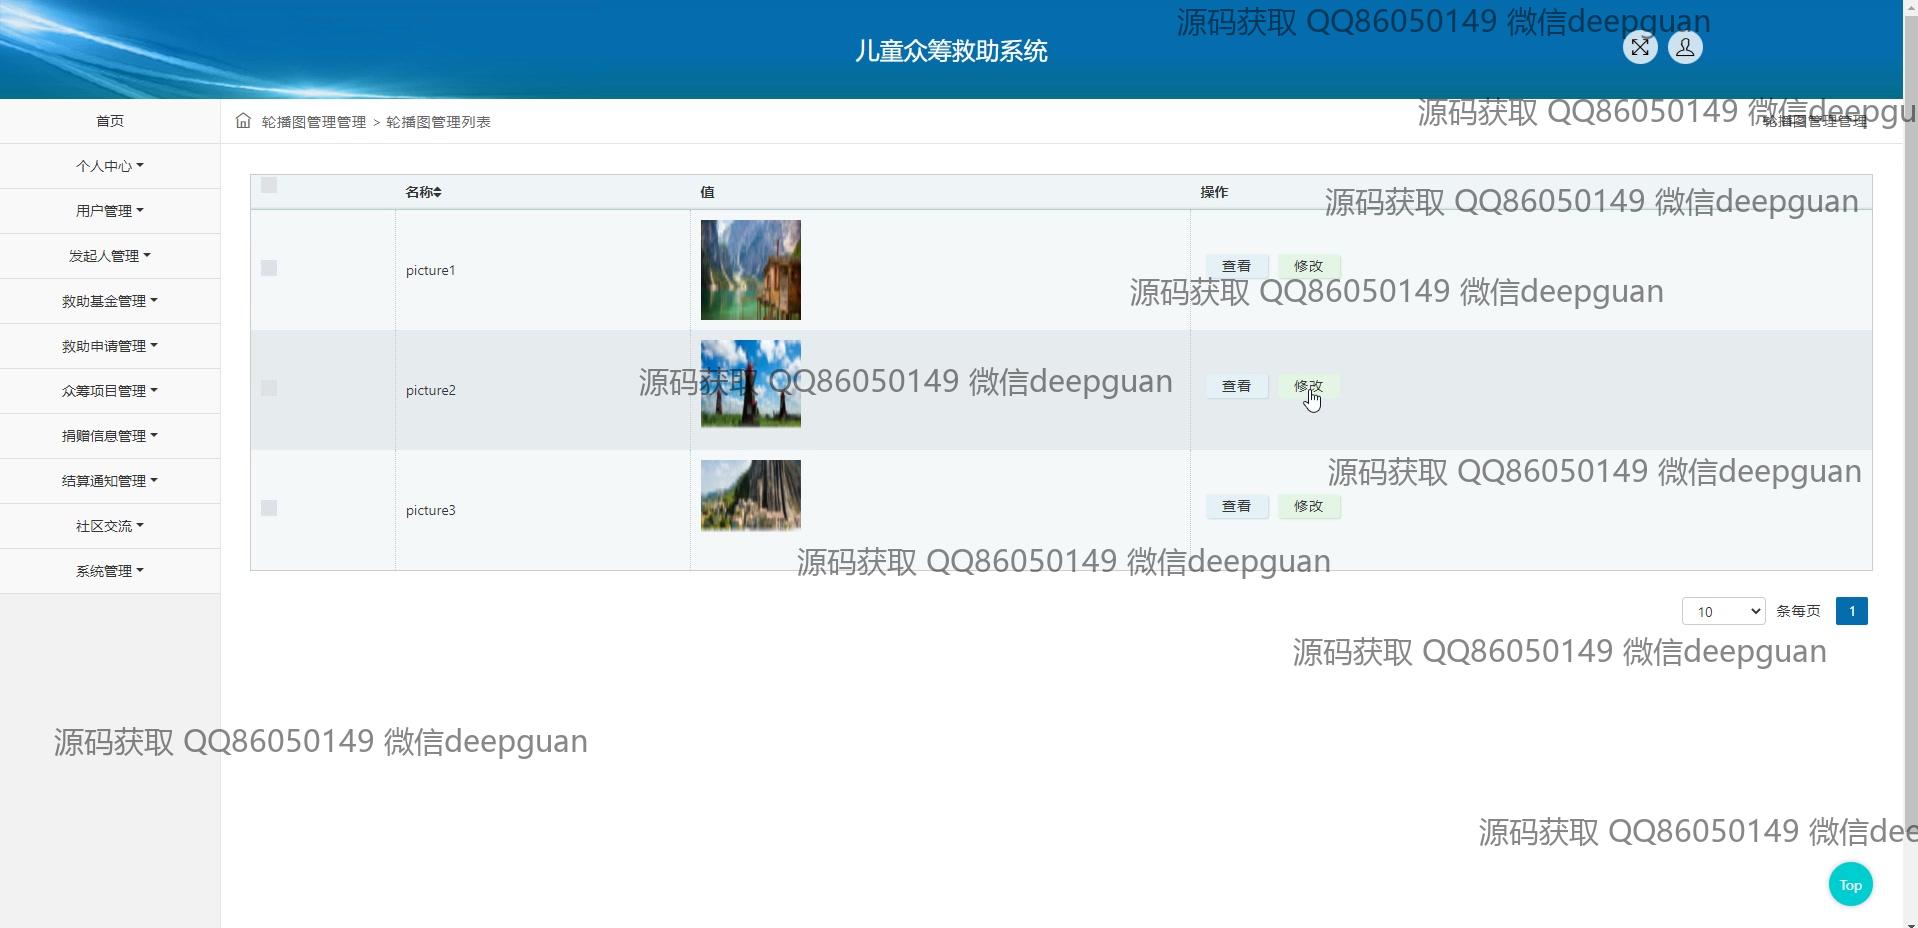 源码获取 QQ86050149 微信deepguan
儿童众筹救助系统
源码获取 QQ86050149 微信deepgu
首页
轮播图管理管理 > 轮播图管理列表
轮播图管理管理
个人中心
名称
值
操作
源码获取 QQ86050149 微信deepguan
用户管理
发起人管理
picture1
查看
修改
源码获取 QQ86050149 微信deepguan
救助基金管理
救助申请管理
源码获取 QQ86050149 微信deepguan
众筹项目管理
picture2
查看
修改
捐赠信息管理
源码获取 QQ86050149 微信deepguan
结算通知管理
picture3
查看
修改
社区交流
源码获取 QQ86050149 微信deepguan
系统管理
10
条每页
1
源码获取 QQ86050149 微信deepguan
源码获取 QQ86050149 微信deepguan
源码获取 QQ86050149 微信dee
Top